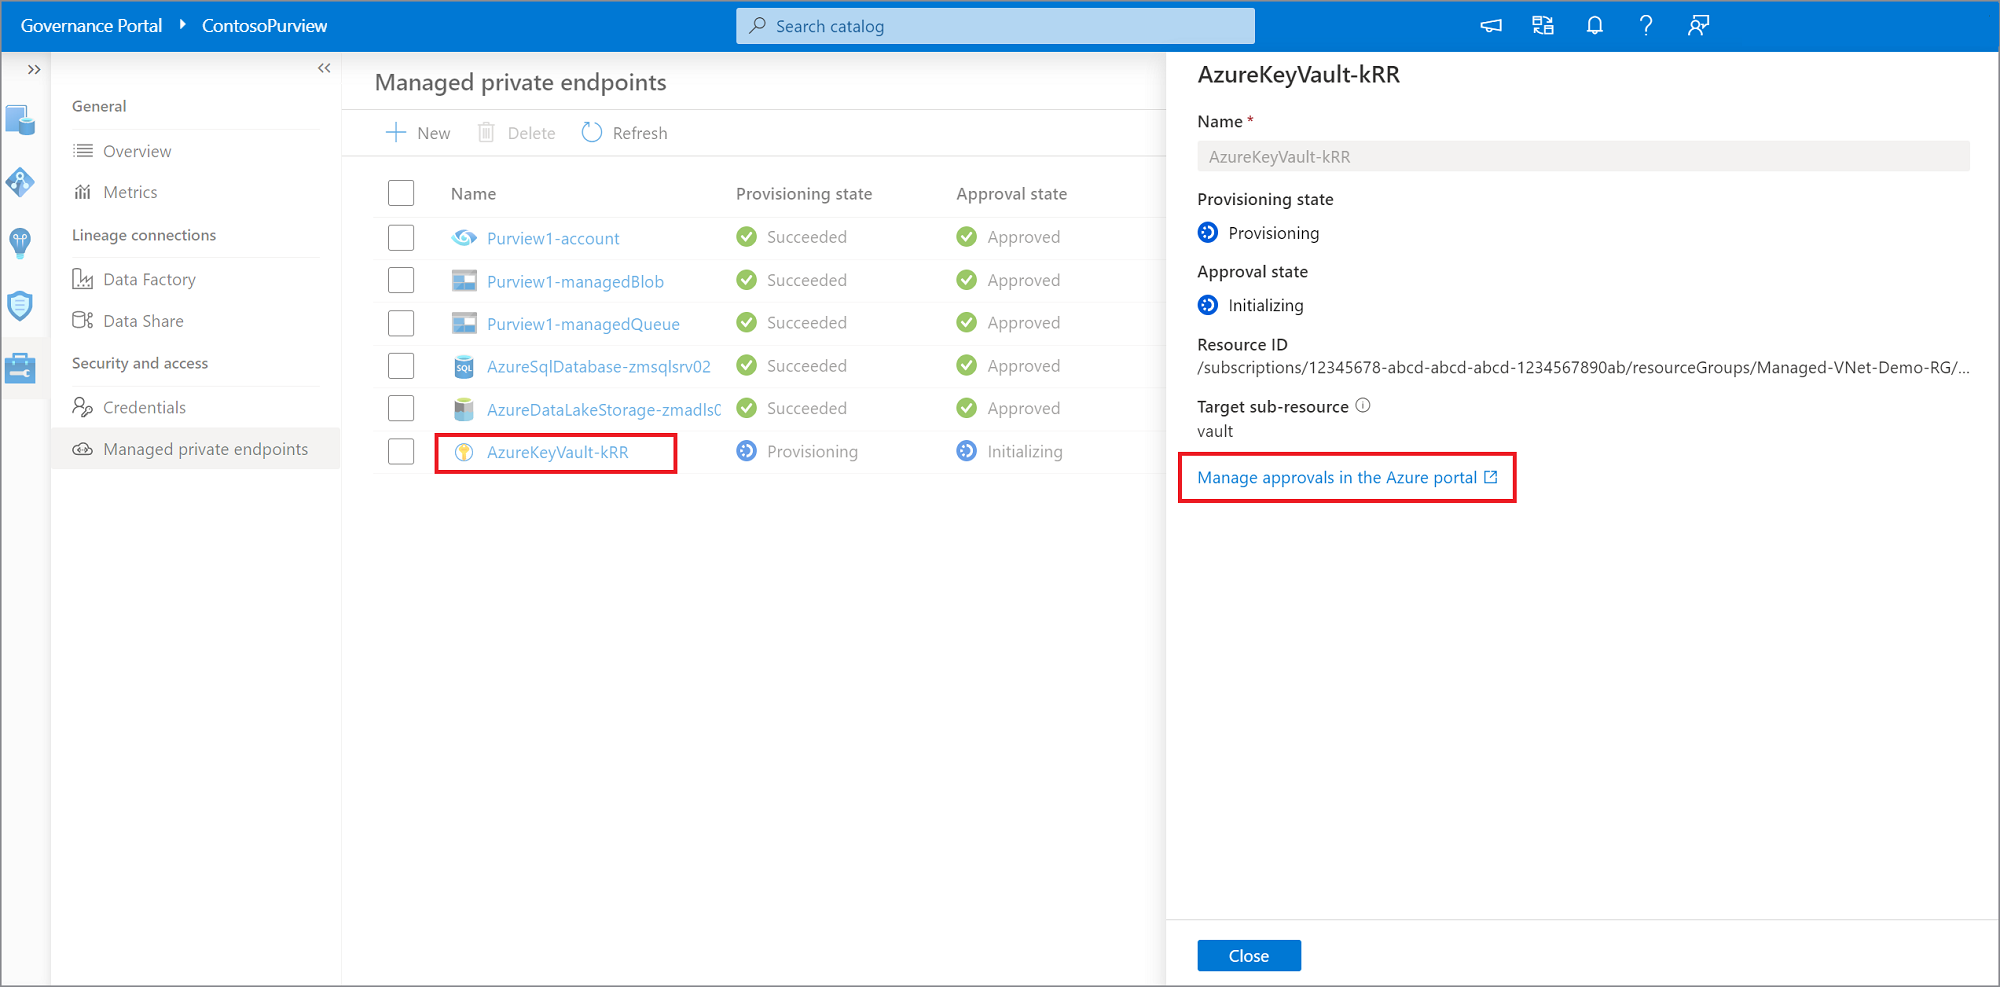 Governance Portal ContosoPurview
Search catalog
General
Overview
Metrics
Lineage connections
Data Factory
Data Share
Security and access
Credentials
Managed private endpoints
Managed private endpoints
New Delete Refresh
Name Provisioning state Approval state
Purview1-account Succeeded Approved
Purview1-managedBlob Succeeded Approved
Purview1-managedQueue Succeeded Approved
SQL AzureSqlDatabase-zmsqlsrv02 Succeeded Approved
AzureDataLakeStorage-zmadls0 Succeeded Approved
AzureKeyVault-kRR Provisioning Initializing
AzureKeyVault-kRR
Name *
AzureKeyVault-kRR
Provisioning state
Provisioning
Approval state
Initializing
Resource ID
/subscriptions/12345678-abcd-abcd-abcd-1234567890ab/resourceGroups/Managed-VNet-Demo-RG/...
Target sub-resource
vault
Manage approvals in the Azure portal
Close